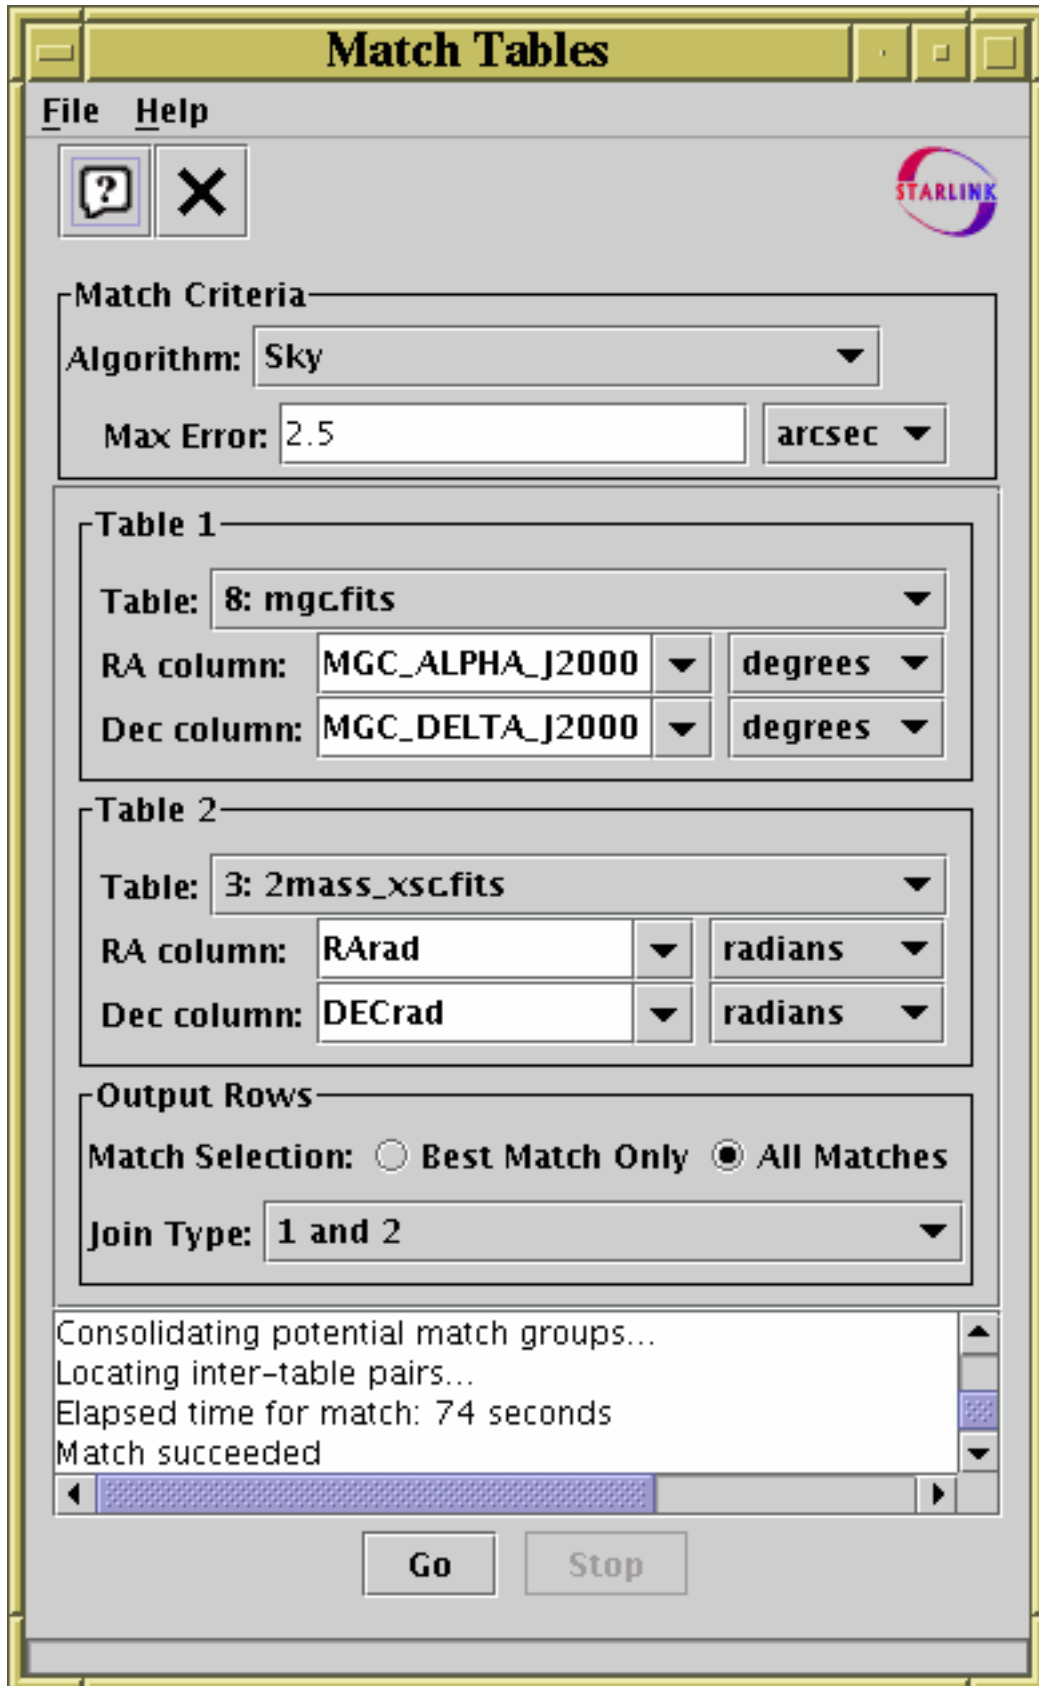 Match Tables
File Help
STARLINK
Match Criteria
Algorithm: Sky
Max Error: 2.5 arcsec
Table 1
Table: 8: mgc.fits
RA column: MGC_ALPHA_J2000 degrees
Dec column: MGC_DELTA_J2000 degrees
Table 2
Table: 3: 2mass_xsc.fits
RA column: RArad radians
Dec column: DECrad radians
Output Rows
Match Selection: Best Match Only All Matches
Join Type: 1 and 2
Consolidating potential match groups...
Locating inter-table pairs...
Elapsed time for match: 74 seconds
Match succeeded
Go Stop